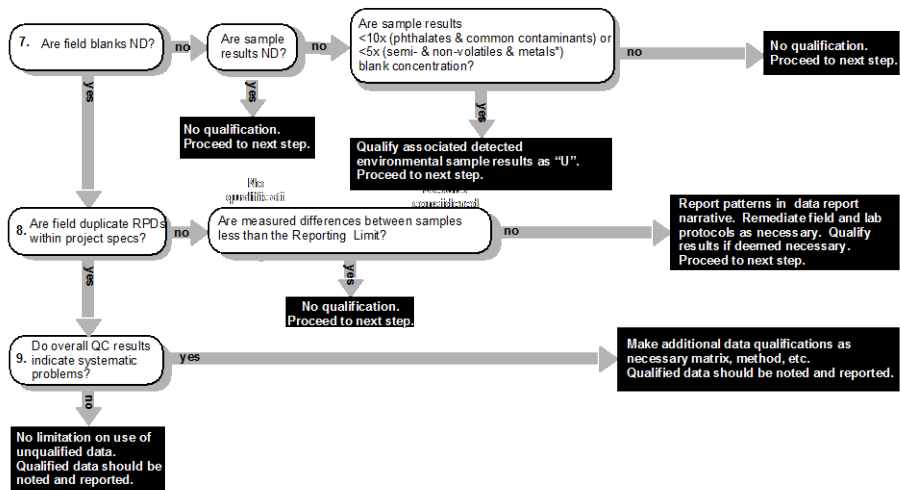 7. Are field blanks ND?
no
Are sample
results ND?
no
Are sample results
<10x (phthalates & common contaminants) or
<5x (semi- & non-volatiles & metals*)
blank concentration?
no
No qualification.
Proceed to next step.
yes
yes
No qualification.
Proceed to next step.
yes
Qualify associated detected
environmental sample results as “U”.
Proceed to next step.
No
8. Are field duplicate RPDs
within project specs?
no
Are measured differences between samples
less than the Reporting Limit?
no
Report patterns in data report
narrative. Remediate field and lab
protocols as necessary. Qualify
results if deemed necessary.
Proceed to next step.
yes
yes
No qualification.
Proceed to next step.
9. Do overall QC results
indicate systematic
problems?
yes
Make additional data qualifications as
necessary matrix, method, etc.
Qualified data should be noted and reported.
no
No limitation on use of
unqualified data.
Qualified data should be
noted and reported.